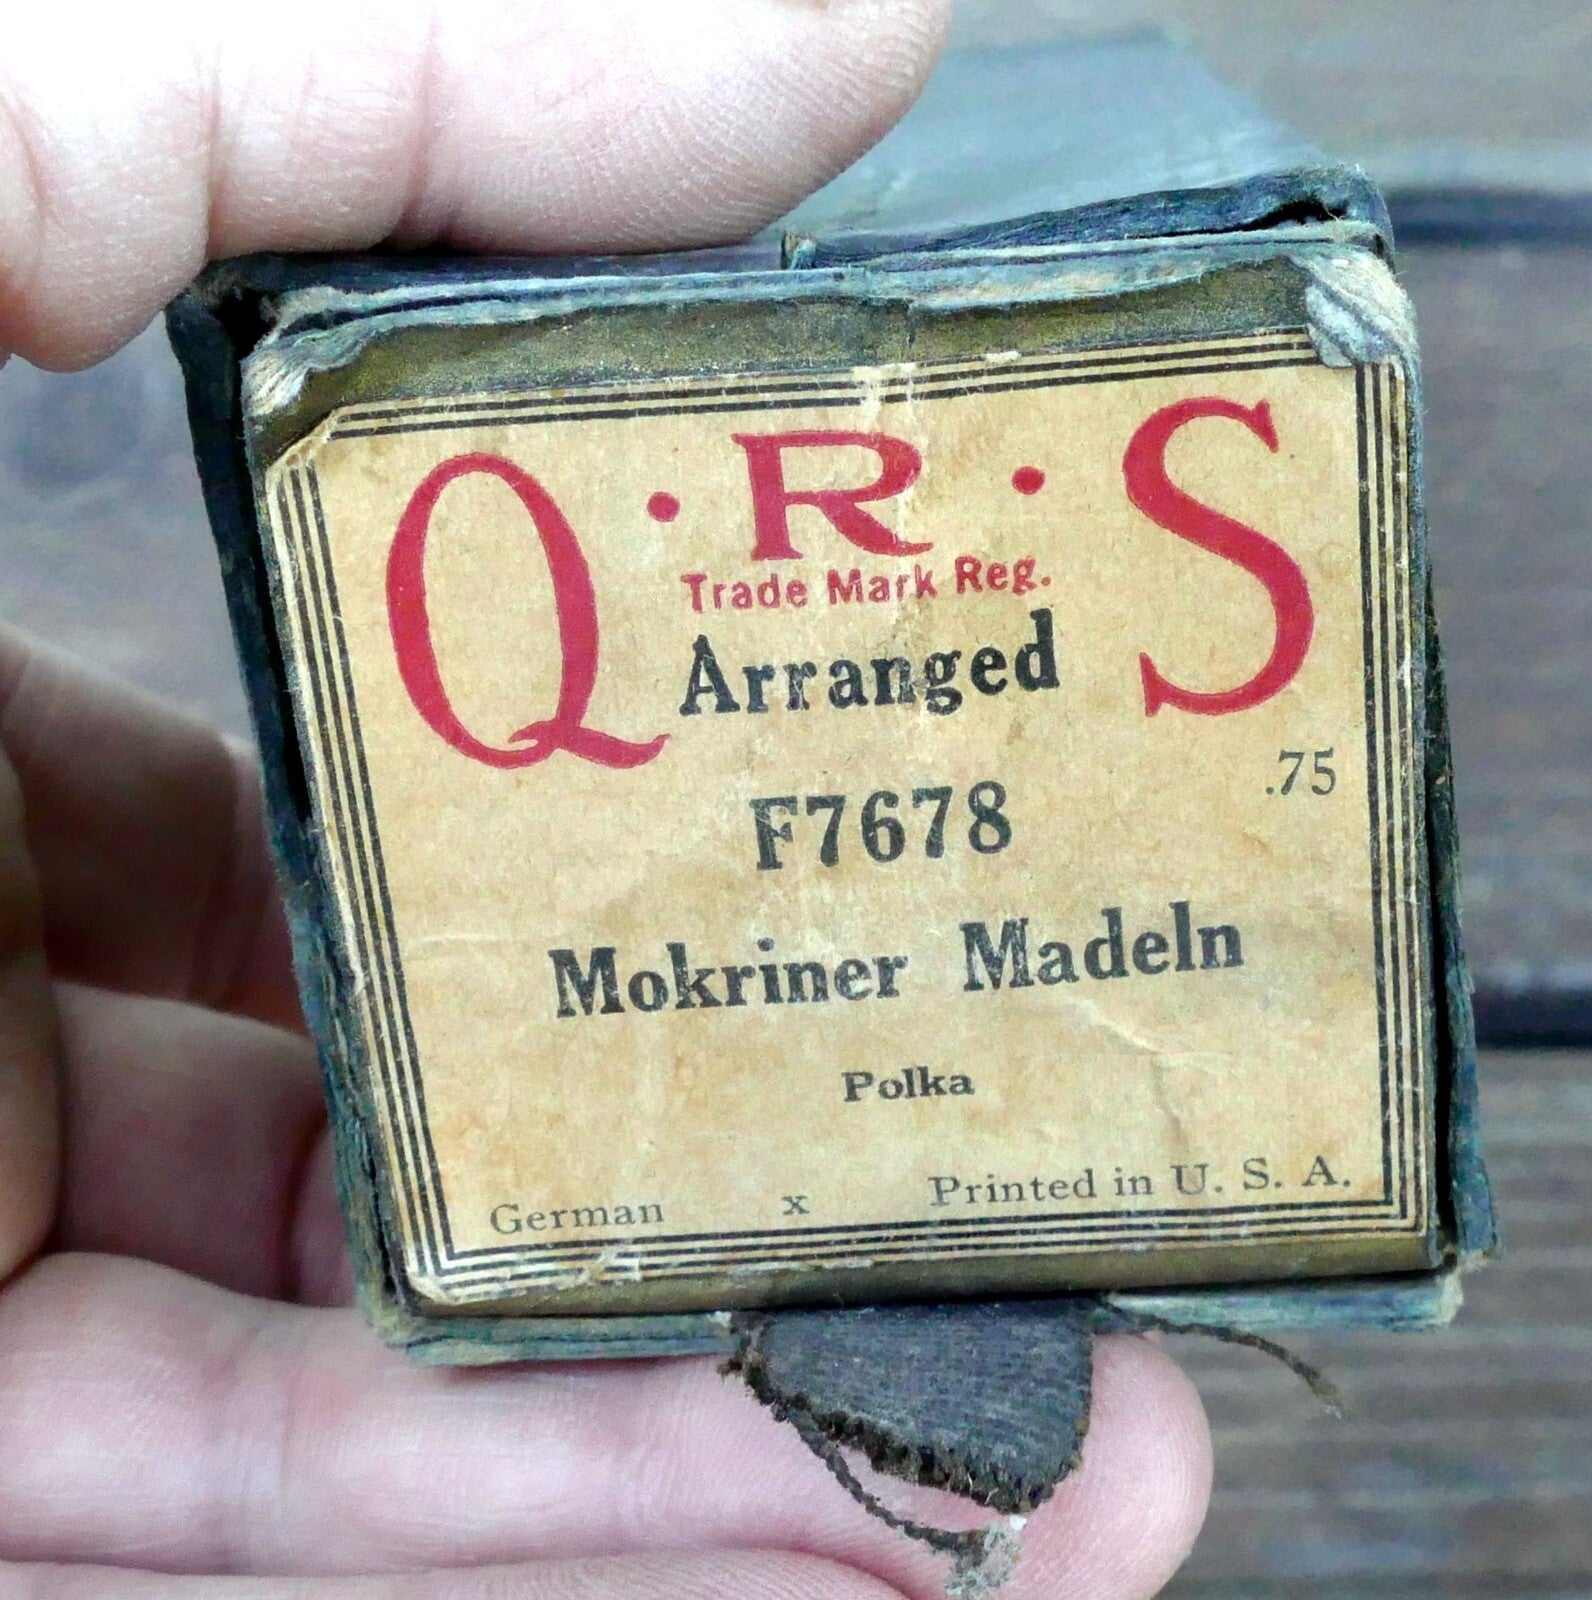 Q·R·S
Trade Mark Reg.
Arranged
.75
F7678
Mokriner Madeln
Polka
German x Printed in U. S. A.